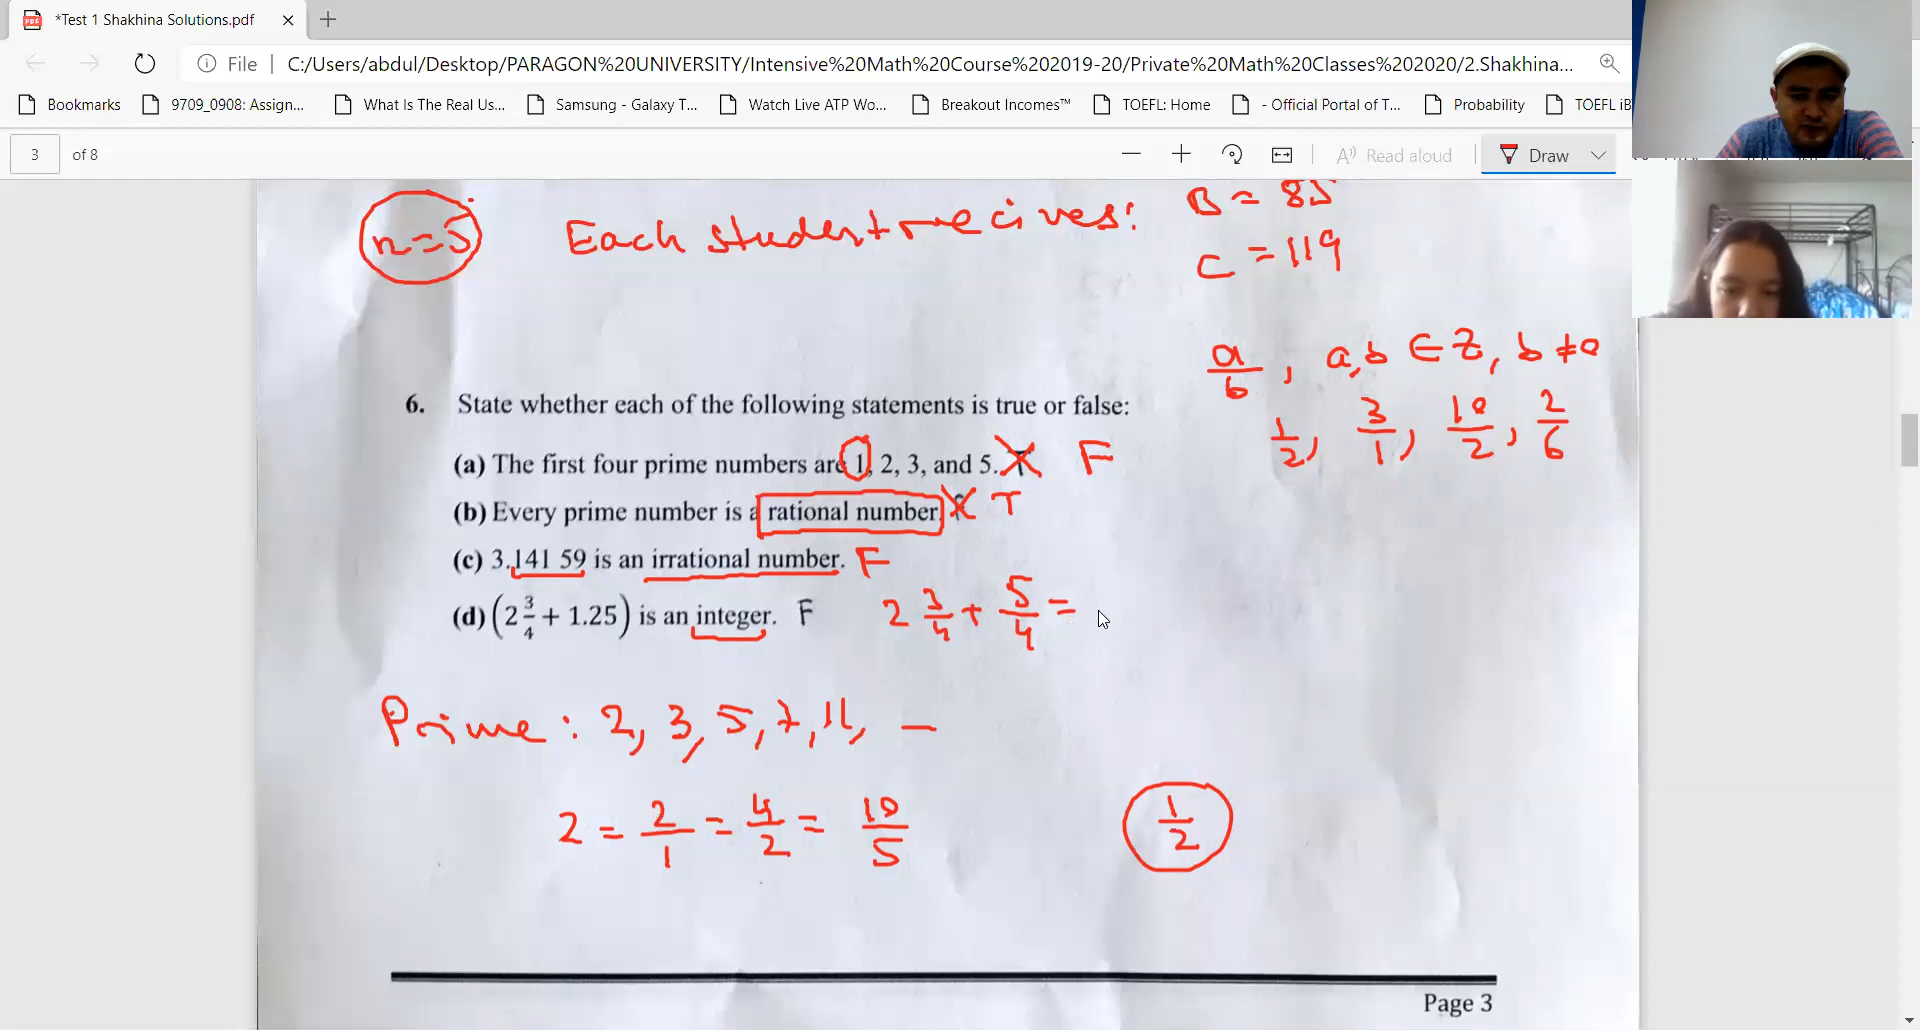 *Test 1 Shakhina Solutions.pdf
File | C:/Users/abdul/Desktop/PARAGON%20UNIVERSITY/Intensive%20Math%20Course%202019-20/Private%20Math%20Classes%202020/2.Shakhina...
Bookmarks 9709_0908: Assign... What Is The Real Us... Samsung - Galaxy T... Watch Live ATP Wo... Breakout Incomes™ TOEFL: Home - Official Portal of T... Probability TOEFL iB
3 of 8 Read aloud Draw
B = 85
n=5 Each student recives:
C = 119
a/b, a,b ∈ Z, b ≠ 0
6. State whether each of the following statements is true or false:
1/2, 3/1, 10/2, 2/6
(a) The first four prime numbers are 1, 2, 3, and 5. T F
(b) Every prime number is a rational number T
(c) 3.141 59 is an irrational number. F
(d) (2 3/4 + 1.25) is an integer. F 2 3/4 + 5/4 =
Prime: 2, 3, 5, 7, 11, —
2 = 2/1 = 4/2 = 10/5
1/2
Page 3